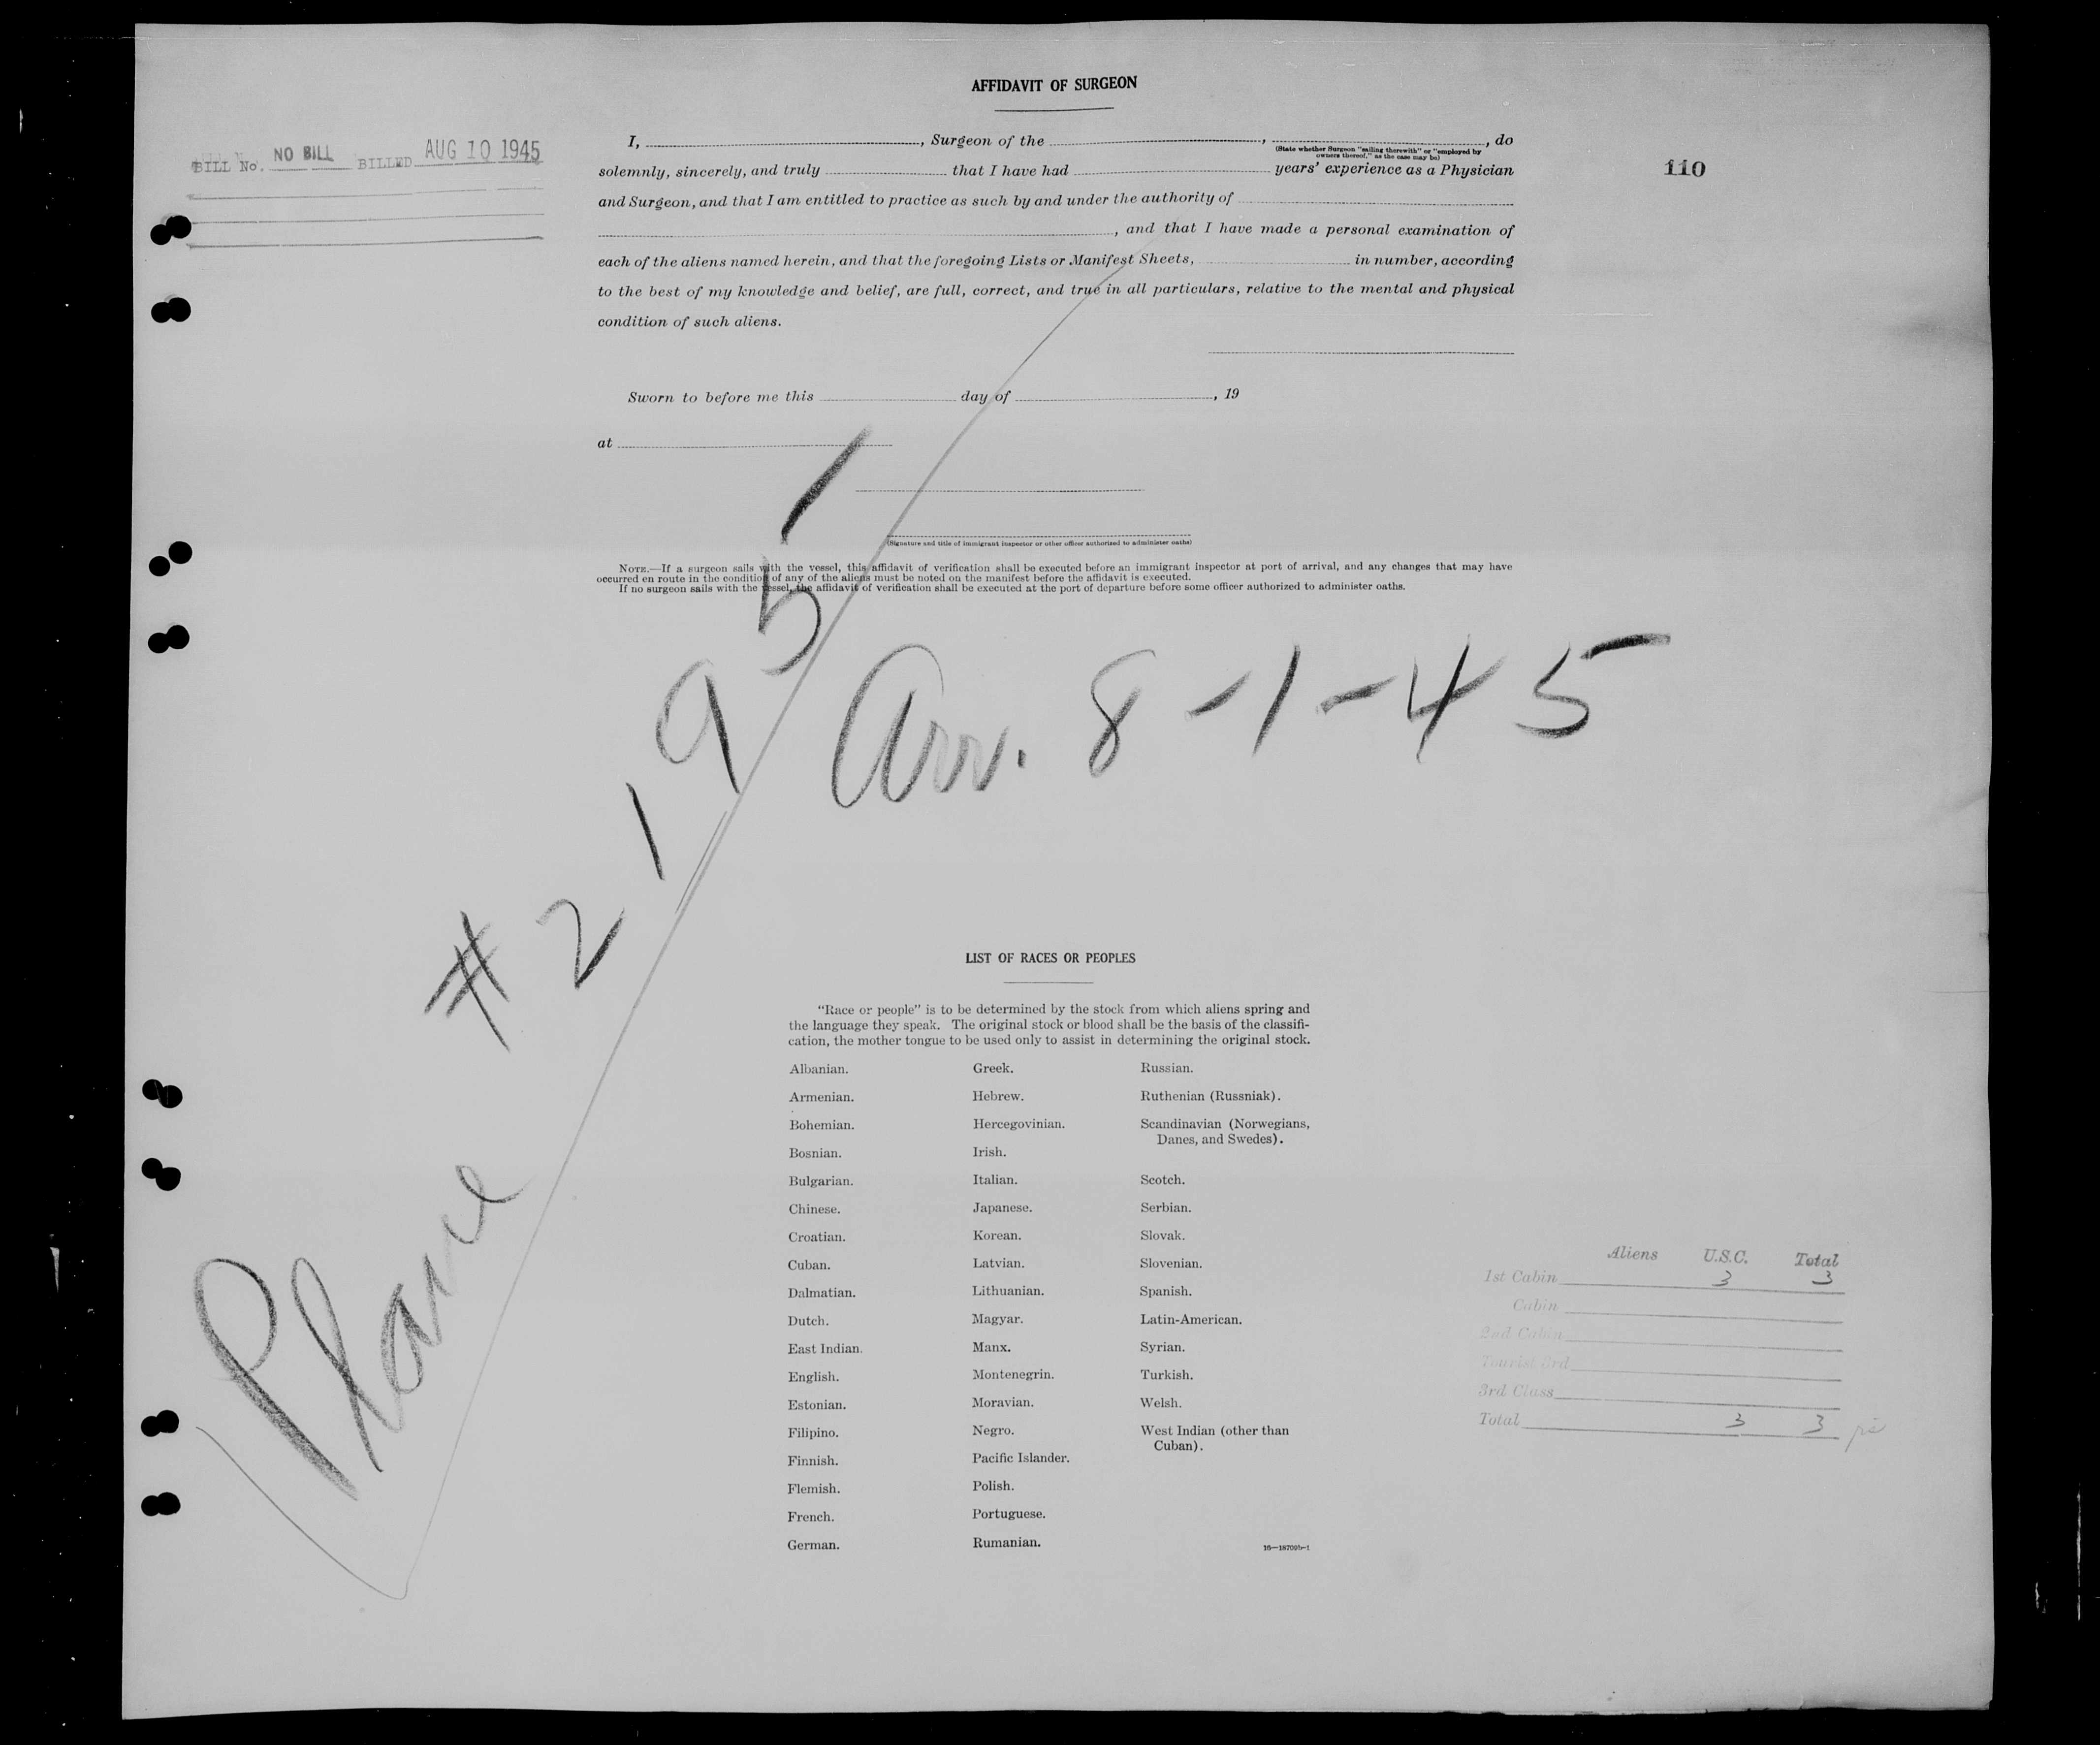 AFFIDAVIT OF SURGEON
BILL No. NO BILL BILLED AUG 10 1945
110
I, , Surgeon of the , , do
(State whether Surgeon "sailing therewith" or "employed by
owners thereof," as the case may be)
solemnly, sincerely, and truly that I have had years' experience as a Physician
and Surgeon, and that I am entitled to practice as such by and under the authority of
, and that I have made a personal examination of
each of the aliens named herein, and that the foregoing Lists or Manifest Sheets, in number, according
to the best of my knowledge and belief, are full, correct, and true in all particulars, relative to the mental and physical
condition of such aliens.
Sworn to before me this day of , 19
at
(Signature and title of immigrant inspector or other officer authorized to administer oaths)
NOTE.—If a surgeon sails with the vessel, this affidavit of verification shall be executed before an immigrant inspector at port of arrival, and any changes that may have
occurred en route in the condition of any of the aliens must be noted on the manifest before the affidavit is executed.
If no surgeon sails with the vessel, the affidavit of verification shall be executed at the port of departure before some officer authorized to administer oaths.
Plane #21951
Arr. 8-1-45
LIST OF RACES OR PEOPLES
"Race or people" is to be determined by the stock from which aliens spring and
the language they speak. The original stock or blood shall be the basis of the classifi-
cation, the mother tongue to be used only to assist in determining the original stock.
Albanian.
Armenian.
Bohemian.
Bosnian.
Bulgarian.
Chinese.
Croatian.
Cuban.
Dalmatian.
Dutch.
East Indian.
English.
Estonian.
Filipino.
Finnish.
Flemish.
French.
German.
Greek.
Hebrew.
Hercegovinian.
Irish.
Italian.
Japanese.
Korean.
Latvian.
Lithuanian.
Magyar.
Manx.
Montenegrin.
Moravian.
Negro.
Pacific Islander.
Polish.
Portuguese.
Rumanian.
Russian.
Ruthenian (Russniak).
Scandinavian (Norwegians,
Danes, and Swedes).
Scotch.
Serbian.
Slovak.
Slovenian.
Spanish.
Latin-American.
Syrian.
Turkish.
Welsh.
West Indian (other than
Cuban).
Aliens U.S.C. Total
1st Cabin 3 3
Cabin
2nd Cabin
Tourist 3rd
3rd Class
Total 3 3